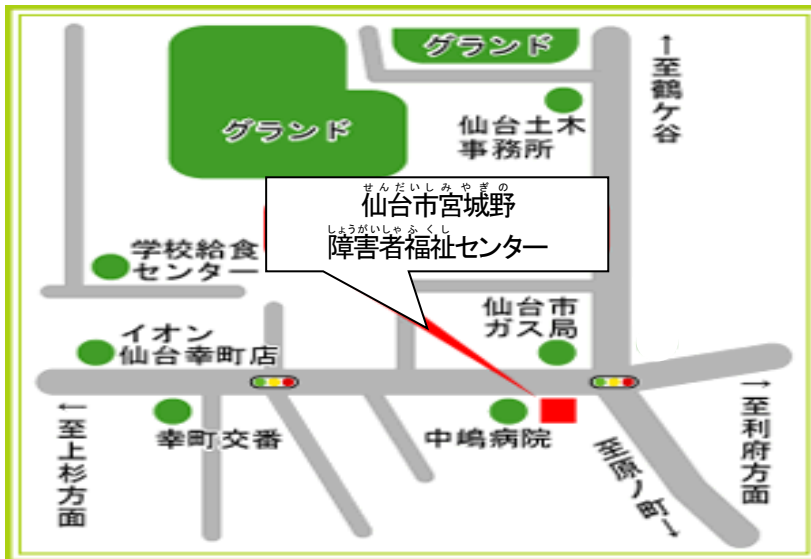 グランド
グランド
↑至鶴ケ谷
仙台土木
事務所
せんだいしみやぎの
仙台市宮城野
しょうがいしゃふくし
障害者福祉センター
学校給食
センター
仙台市
ガス局
イオン
仙台幸町店
幸町交番
中嶋病院
←至上杉方面
至原ノ町→
→至利府方面